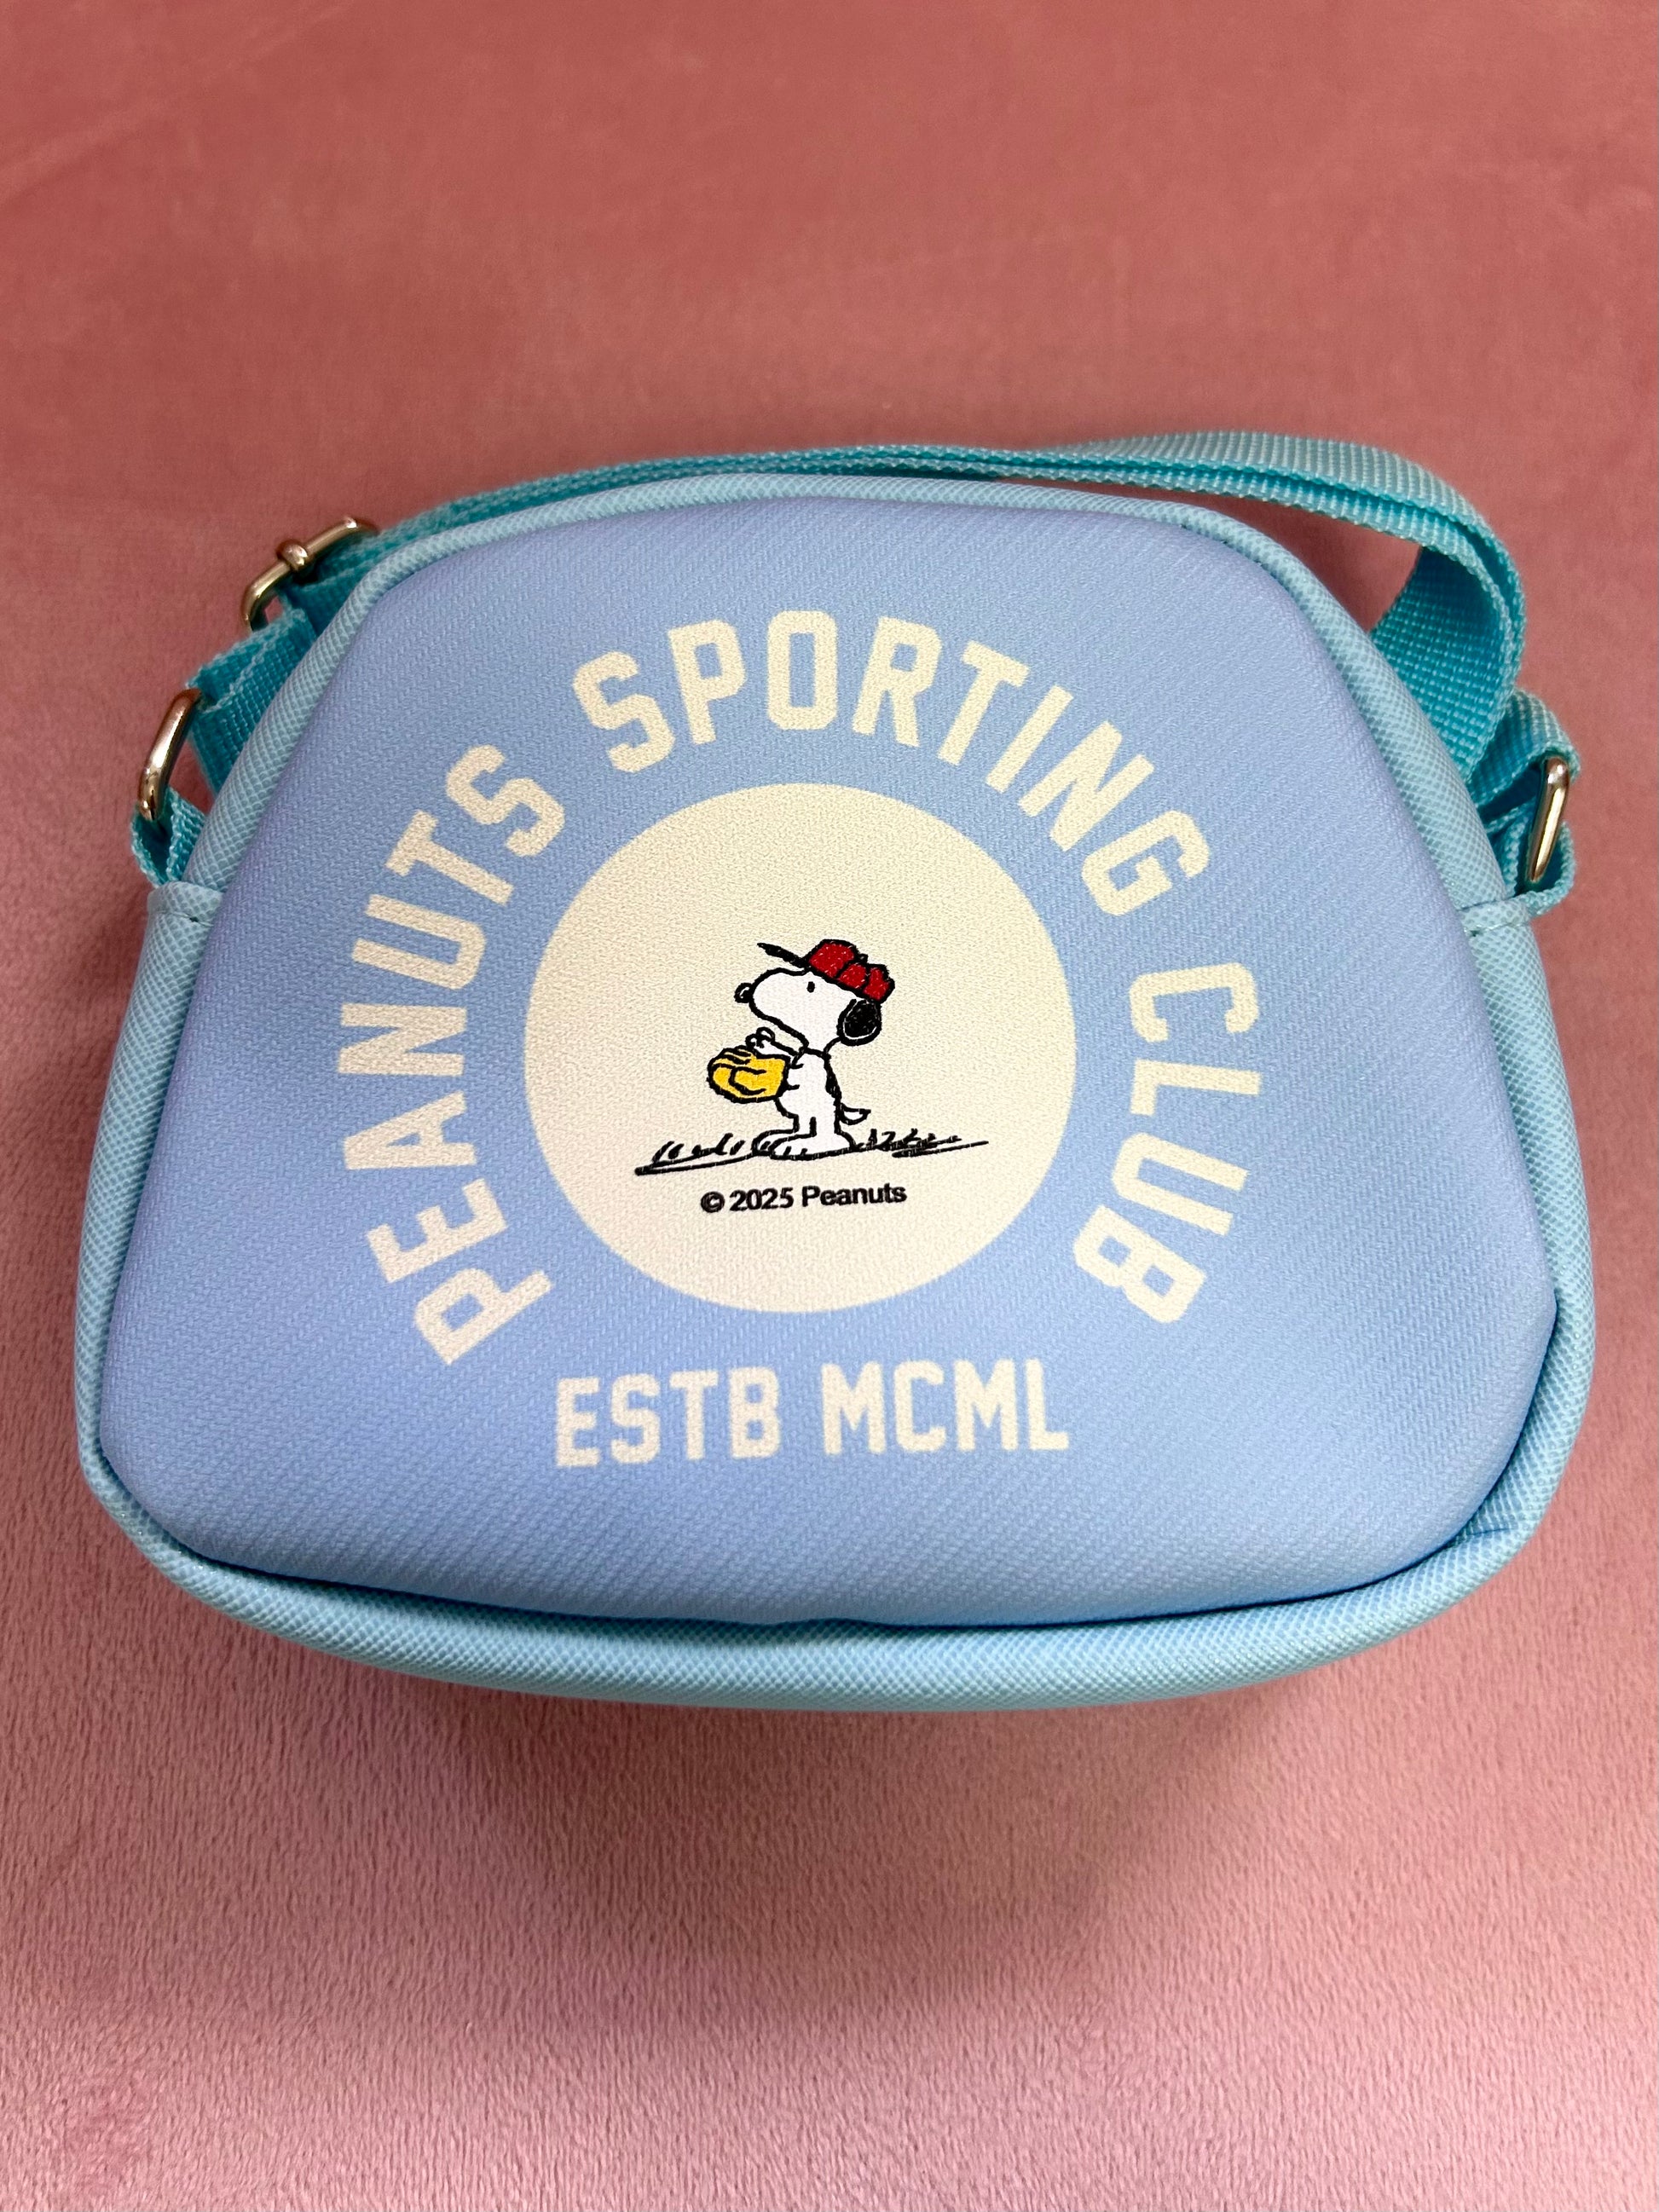 PEANUTS SPORTING CLUB
© 2025 Peanuts
ESTB MCML